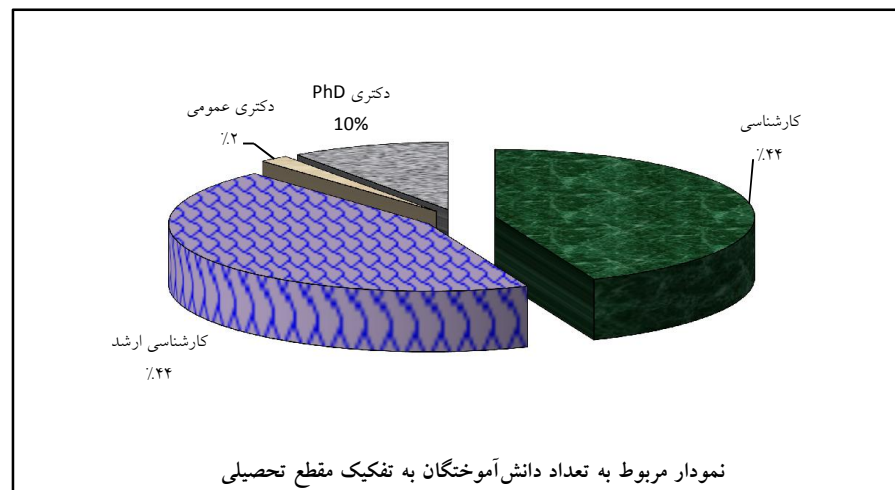 دکتری PhD
10%
دکتری عمومی
٪۲
کارشناسی
٪۴۴
کارشناسی ارشد
٪۴۴
نمودار مربوط به تعداد دانش‌آموختگان به تفکیک مقطع تحصیلی